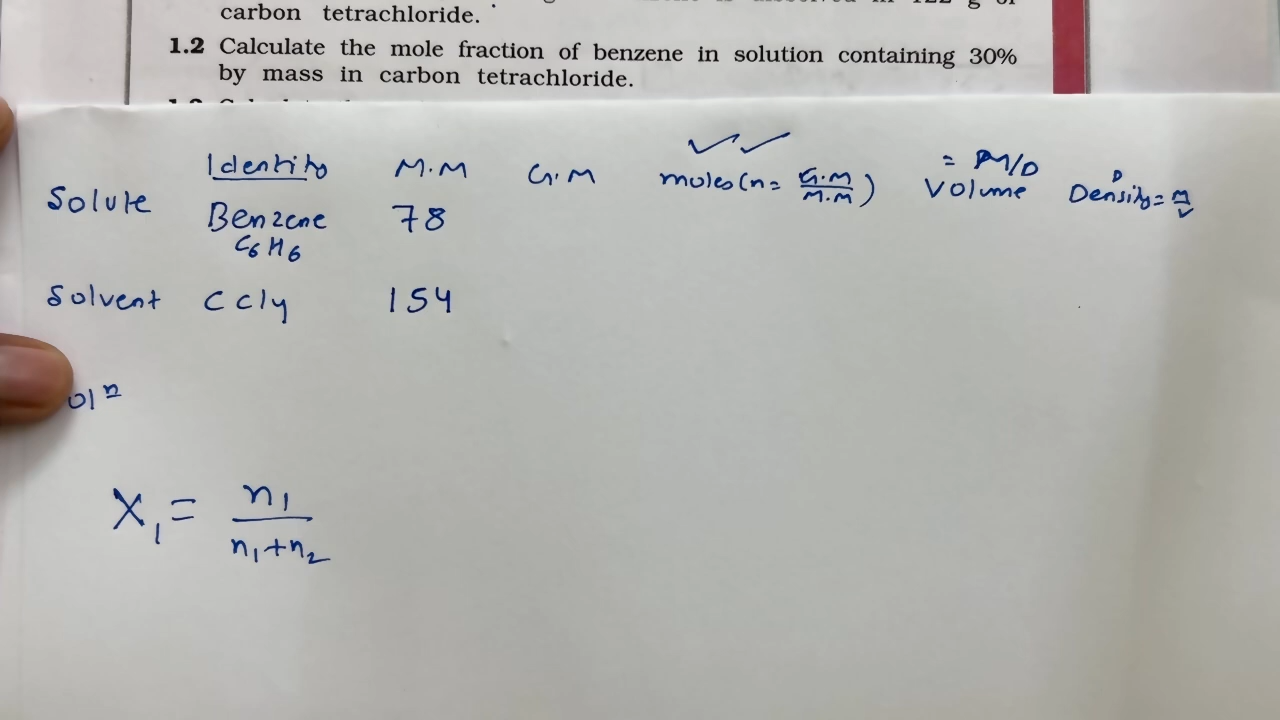 carbon tetrachloride.
1.2 Calculate the mole fraction of benzene in solution containing 30%
by mass in carbon tetrachloride.
Identity M.M G.M moles (n = G.M/M.M) Volume = M/D Density = m/v D
Solute Benzene 78
C6H6
Solvent CCl4 154
olⁿ
X₁ = n₁/n₁+n₂